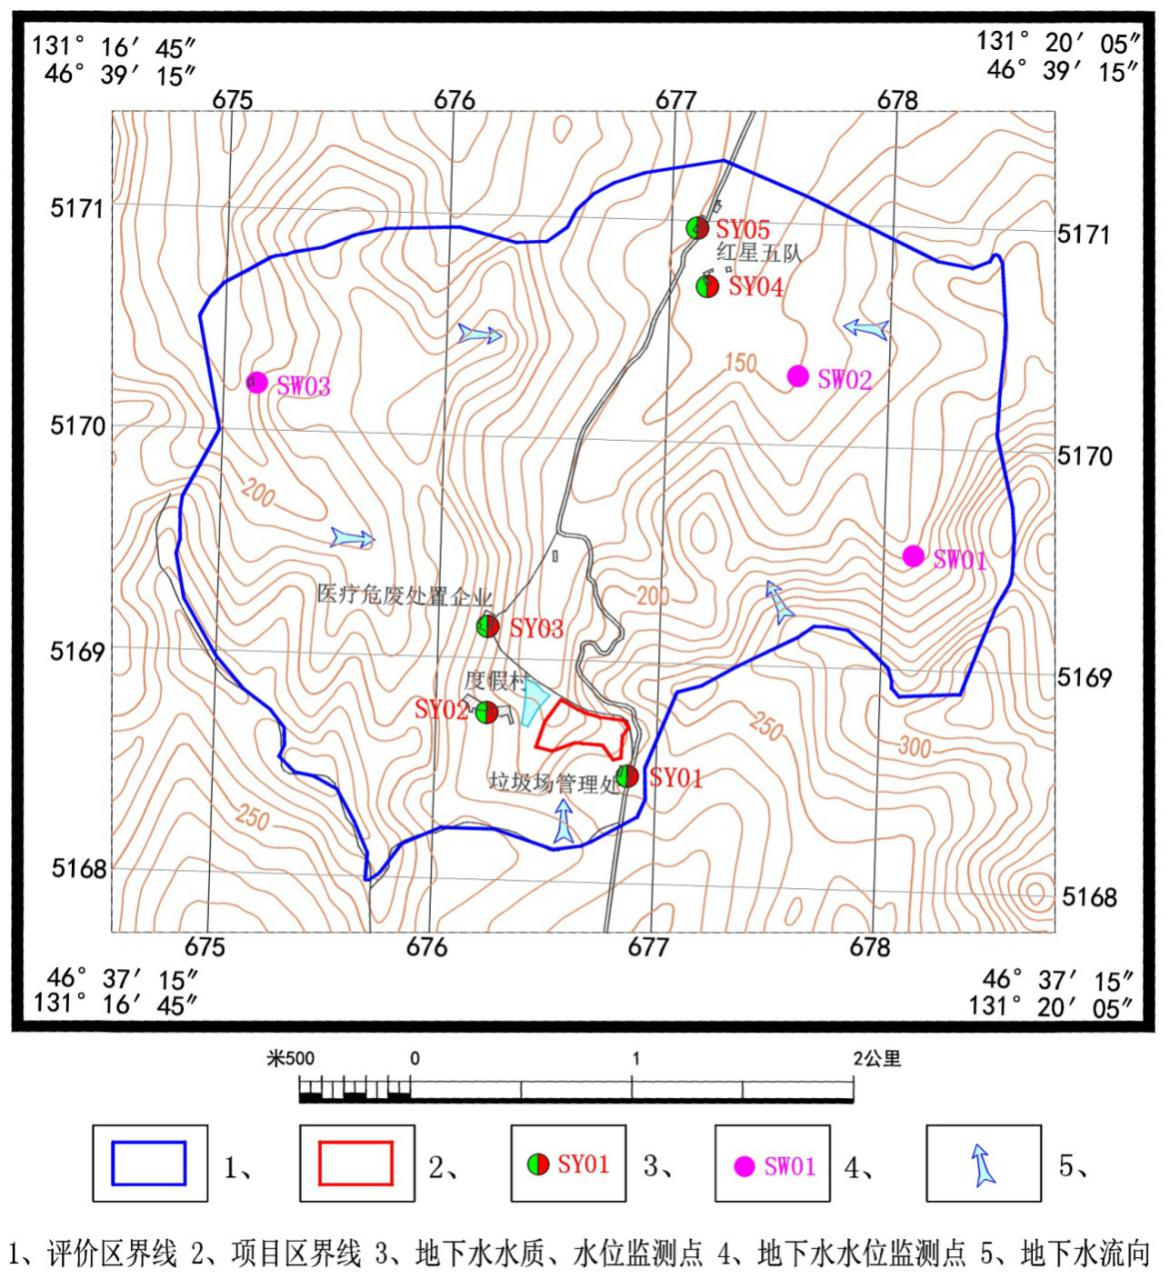 131° 16′ 45″
131° 20′ 05″
46° 39′ 15″
46° 39′ 15″
675 676 677 678
5171
5171
SY05
红星五队
SY04
150
SW02
SW03
5170
5170
200
SW01
医疗危废处置企业
200
SY03
5169
5169
度假村
SY02
250
300
垃圾场管理处
SY01
250
5168
5168
675 676 677 678
46° 37′ 15″
46° 37′ 15″
131° 16′ 45″
131° 20′ 05″
米500 0 1 2公里
1、 2、 SY01 3、 SW01 4、 5、
1、评价区界线 2、项目区界线 3、地下水水质、水位监测点 4、地下水水位监测点 5、地下水流向